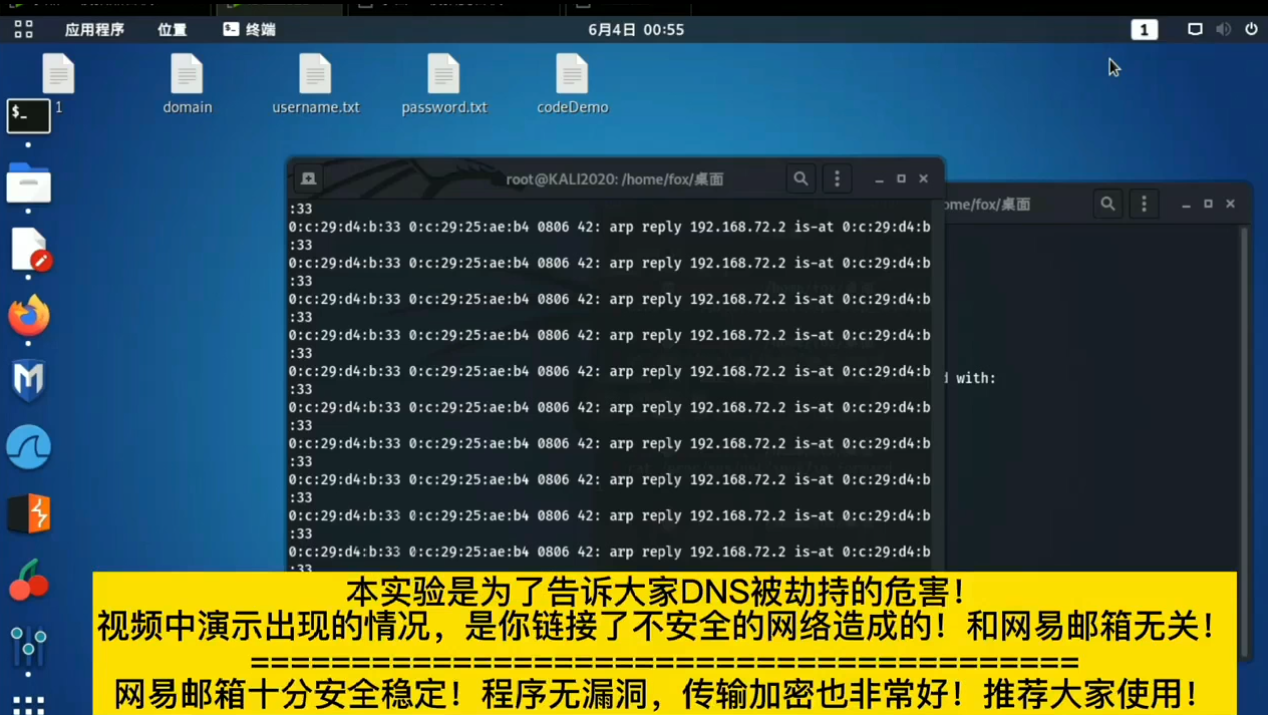 应用程序 位置 终端 6月4日 00:55 1
1 domain username.txt password.txt codeDemo
root@KALI2020: /home/fox/桌面
ome/fox/桌面
:33
0:c:29:d4:b:33 0:c:29:25:ae:b4 0806 42: arp reply 192.168.72.2 is-at 0:c:29:d4:b
:33
0:c:29:d4:b:33 0:c:29:25:ae:b4 0806 42: arp reply 192.168.72.2 is-at 0:c:29:d4:b
:33
0:c:29:d4:b:33 0:c:29:25:ae:b4 0806 42: arp reply 192.168.72.2 is-at 0:c:29:d4:b
:33
0:c:29:d4:b:33 0:c:29:25:ae:b4 0806 42: arp reply 192.168.72.2 is-at 0:c:29:d4:b
:33
0:c:29:d4:b:33 0:c:29:25:ae:b4 0806 42: arp reply 192.168.72.2 is-at 0:c:29:d4:b
:33
0:c:29:d4:b:33 0:c:29:25:ae:b4 0806 42: arp reply 192.168.72.2 is-at 0:c:29:d4:b
:33
0:c:29:d4:b:33 0:c:29:25:ae:b4 0806 42: arp reply 192.168.72.2 is-at 0:c:29:d4:b
:33
0:c:29:d4:b:33 0:c:29:25:ae:b4 0806 42: arp reply 192.168.72.2 is-at 0:c:29:d4:b
:33
0:c:29:d4:b:33 0:c:29:25:ae:b4 0806 42: arp reply 192.168.72.2 is-at 0:c:29:d4:b
:33
0:c:29:d4:b:33 0:c:29:25:ae:b4 0806 42: arp reply 192.168.72.2 is-at 0:c:29:d4:b
:33
with:
本实验是为了告诉大家DNS被劫持的危害！
视频中演示出现的情况，是你链接了不安全的网络造成的！和网易邮箱无关！
=========================================
网易邮箱十分安全稳定！程序无漏洞，传输加密也非常好！推荐大家使用！